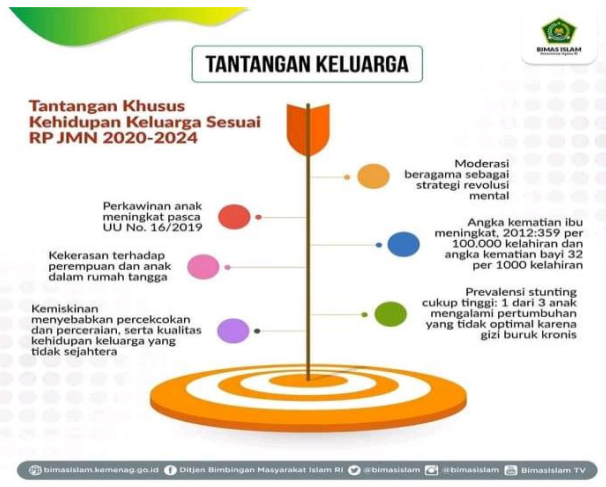 BIMAS ISLAM
Kementerian Agama RI
TANTANGAN KELUARGA
Tantangan Khusus
Kehidupan Keluarga Sesuai
RP JMN 2020-2024
Perkawinan anak
meningkat pasca
UU No. 16/2019
Kekerasan terhadap
perempuan dan anak
dalam rumah tangga
Kemiskinan
menyebabkan percekcokan
dan perceraian, serta kualitas
kehidupan keluarga yang
tidak sejahtera
Moderasi
beragama sebagai
strategi revolusi
mental
Angka kematian ibu
meningkat, 2012:359 per
100.000 kelahiran dan
angka kematian bayi 32
per 1000 kelahiran
Prevalensi stunting
cukup tinggi: 1 dari 3 anak
mengalami pertumbuhan
yang tidak optimal karena
gizi buruk kronis
bimasislam.kemenag.go.id Ditjen Bimbingan Masyarakat Islam RI @bimasislam @bimasislam Bimasislam TV